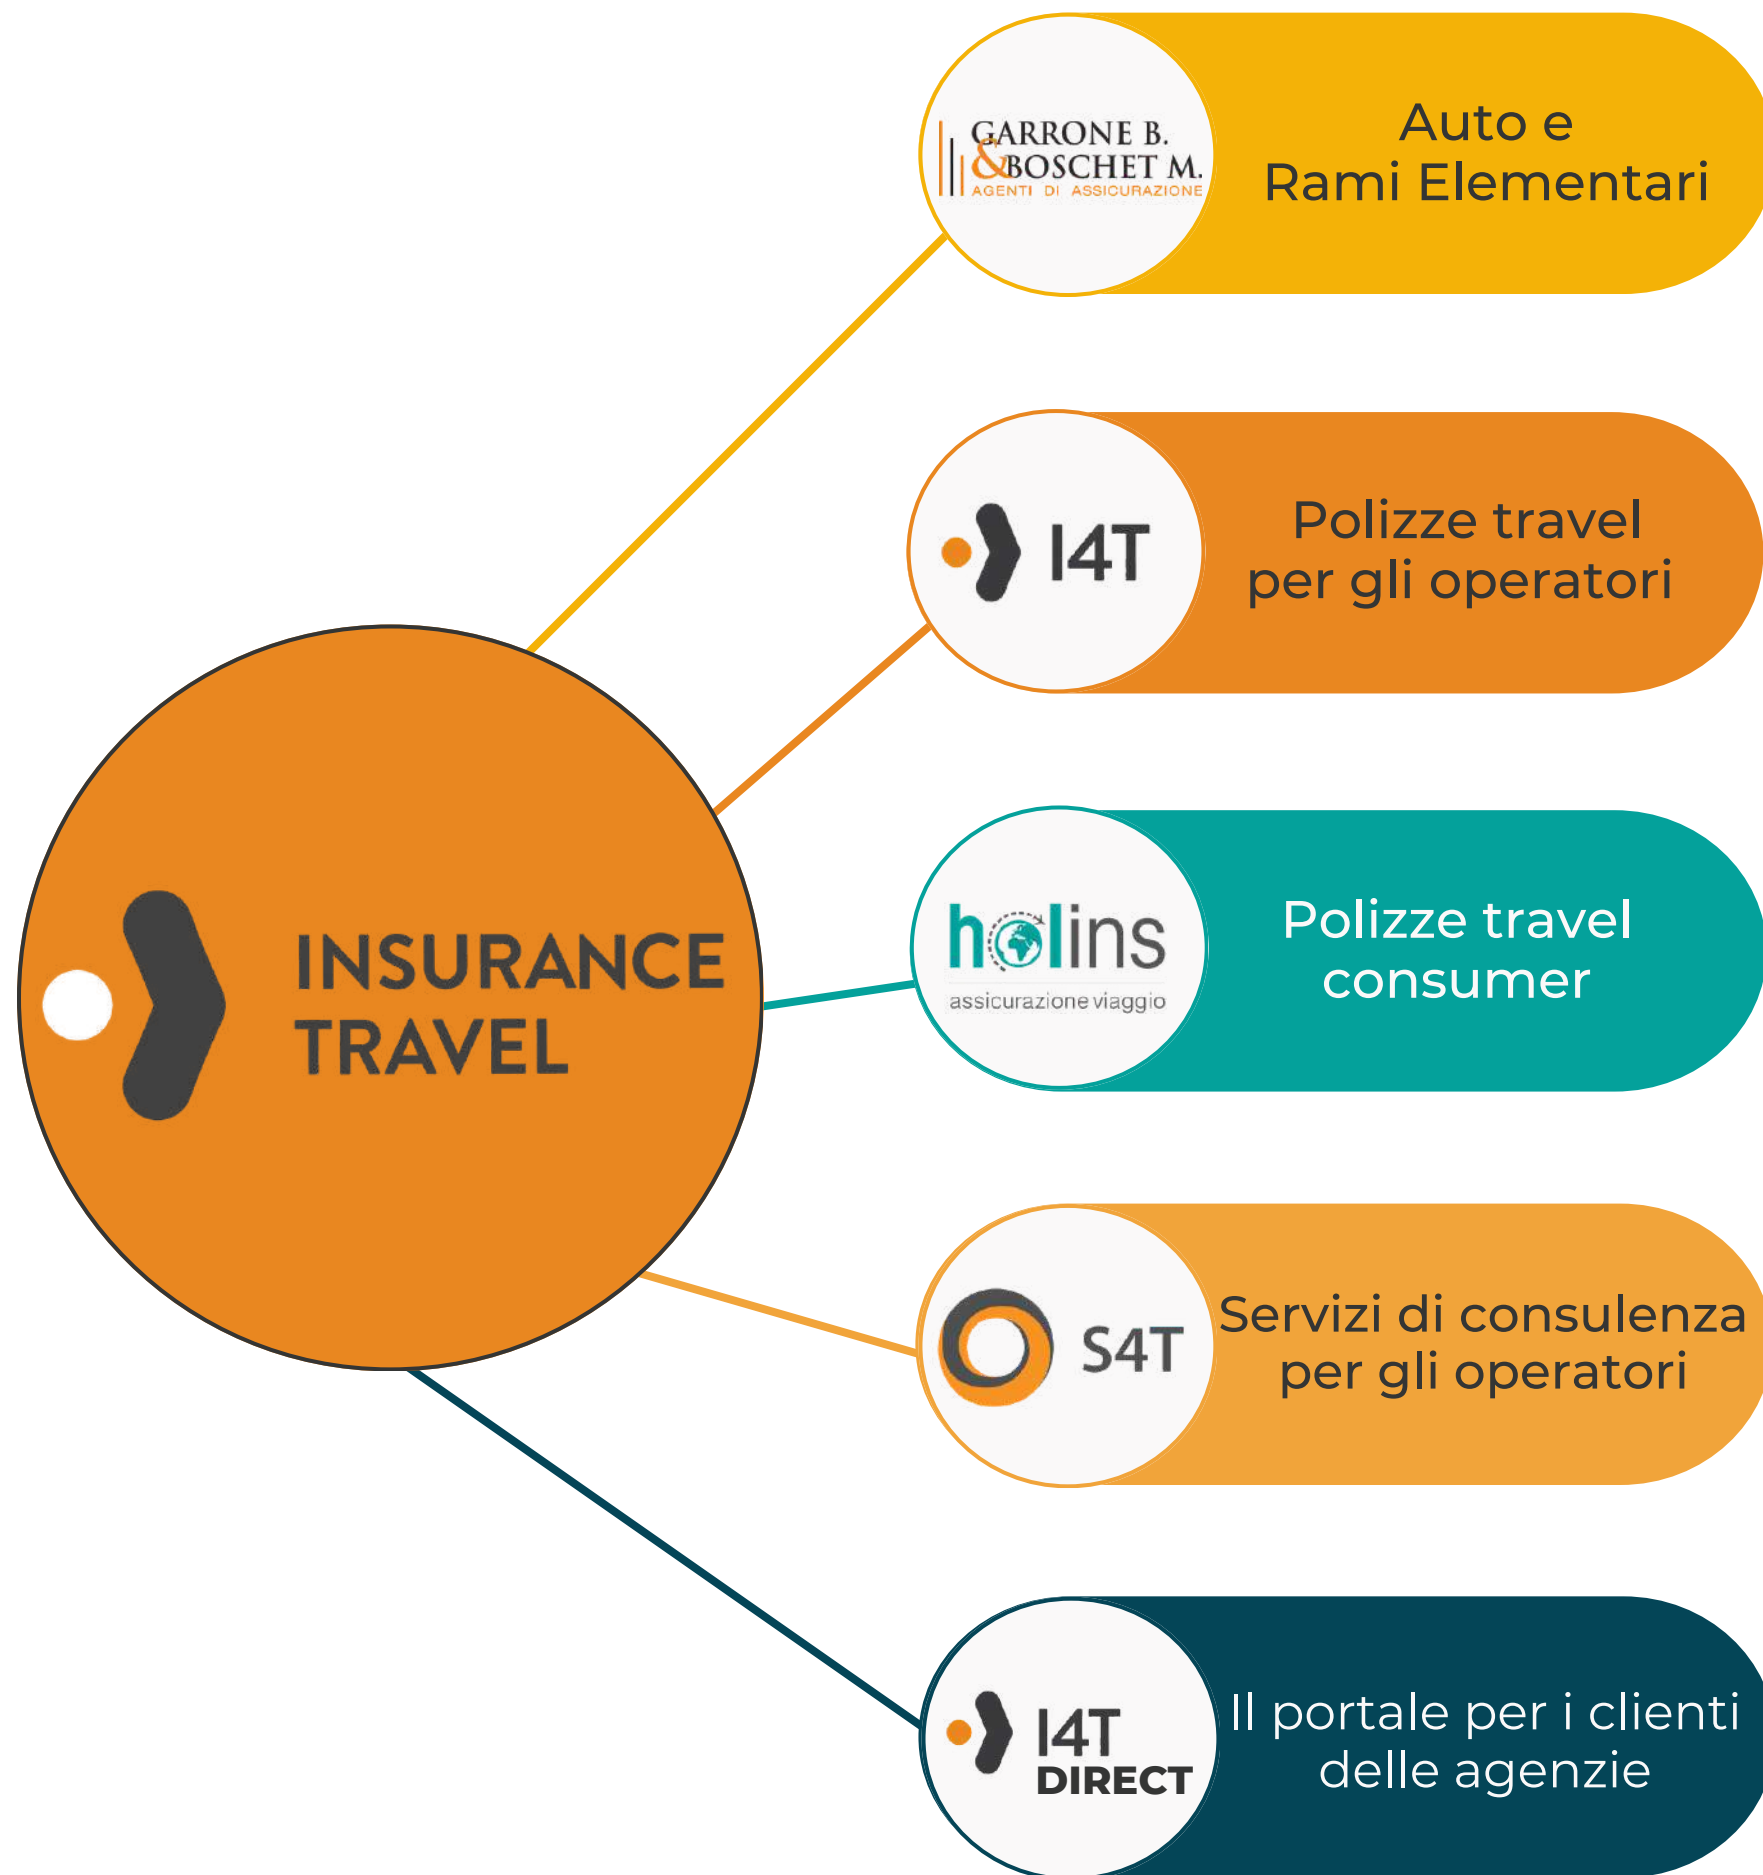 GARRONE B.
& BOSCHET M.
AGENTI DI ASSICURAZIONE
Auto e
Rami Elementari
I4T
Polizze travel
per gli operatori
INSURANCE
TRAVEL
holins
assicurazione viaggio
Polizze travel
consumer
S4T
Servizi di consulenza
per gli operatori
I4T
DIRECT
Il portale per i clienti
delle agenzie